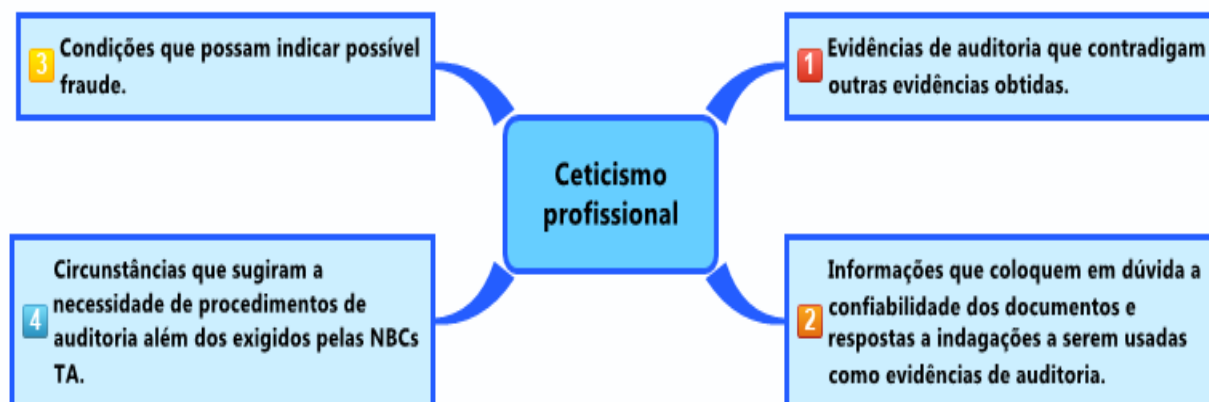 Ceticismo
profissional
1
Evidências de auditoria que contradigam
outras evidências obtidas.
2
Informações que coloquem em dúvida a
confiabilidade dos documentos e
respostas a indagações a serem usadas
como evidências de auditoria.
3
Condições que possam indicar possível
fraude.
4
Circunstâncias que sugiram a
necessidade de procedimentos de
auditoria além dos exigidos pelas NBCs
TA.